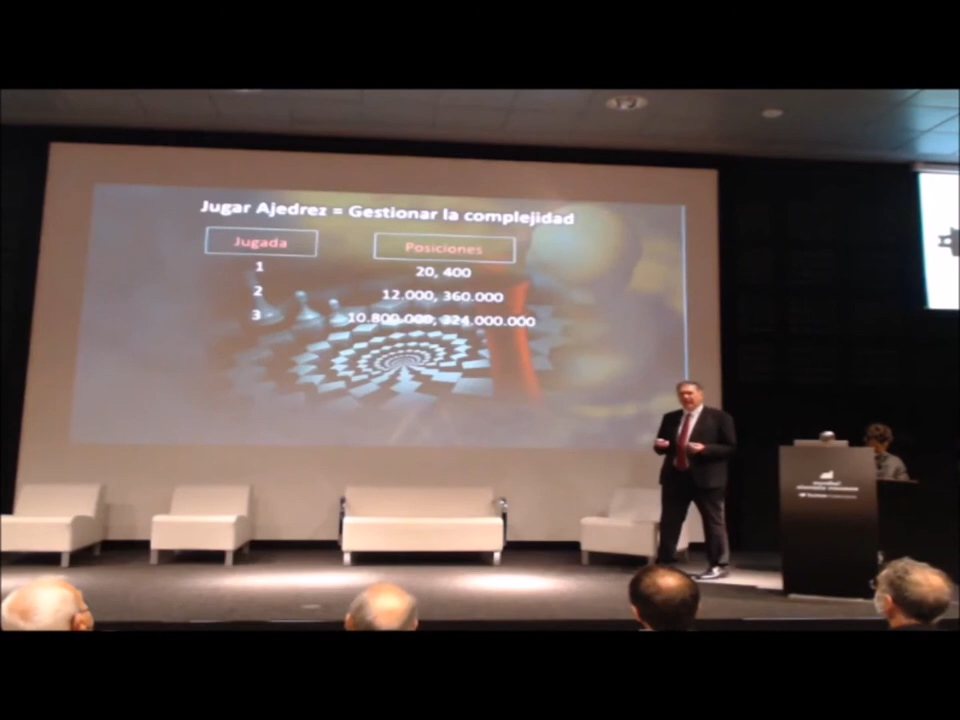 Jugar Ajedrez = Gestionar la complejidad
Jugada Posiciones
1 20, 400
2 12.000, 360.000
3 10.800.000, 324.000.000